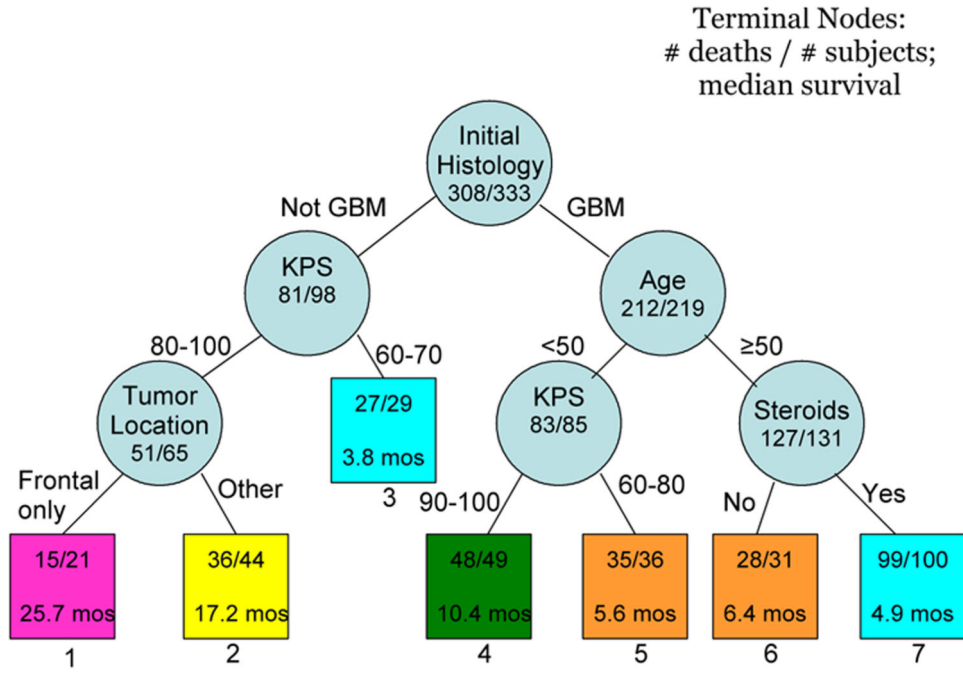 Terminal Nodes:
# deaths / # subjects;
median survival
Initial
Histology
308/333
Not GBM
GBM
KPS
81/98
Age
212/219
80-100
60-70
<50
≥50
Tumor
Location
51/65
27/29
3.8 mos
3
KPS
83/85
Steroids
127/131
Frontal
only
Other
90-100
60-80
No
Yes
15/21
25.7 mos
1
36/44
17.2 mos
2
48/49
10.4 mos
4
35/36
5.6 mos
5
28/31
6.4 mos
6
99/100
4.9 mos
7